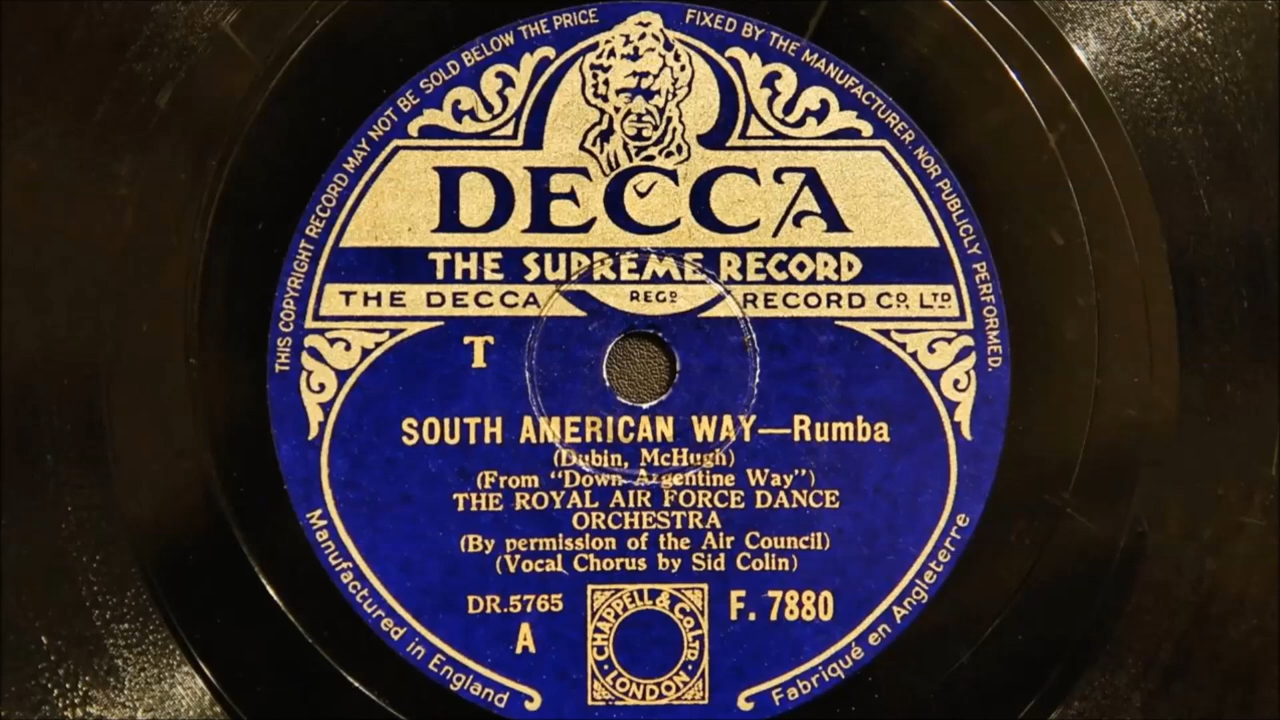 THIS COPYRIGHT RECORD MAY NOT BE SOLD BELOW THE PRICE FIXED BY THE MANUFACTURER, NOR PUBLICLY PERFORMED.
DECCA
THE SUPREME RECORD
THE DECCA REGD RECORD CO. LTD.
T
SOUTH AMERICAN WAY—Rumba
(Dubin, McHugh)
(From "Down Argentine Way")
THE ROYAL AIR FORCE DANCE
ORCHESTRA
(By permission of the Air Council)
(Vocal Chorus by Sid Colin)
DR.5765
A
CHAPPELL & Co LTD
LONDON
F. 7880
Manufactured in England
Fabriqué en Angleterre